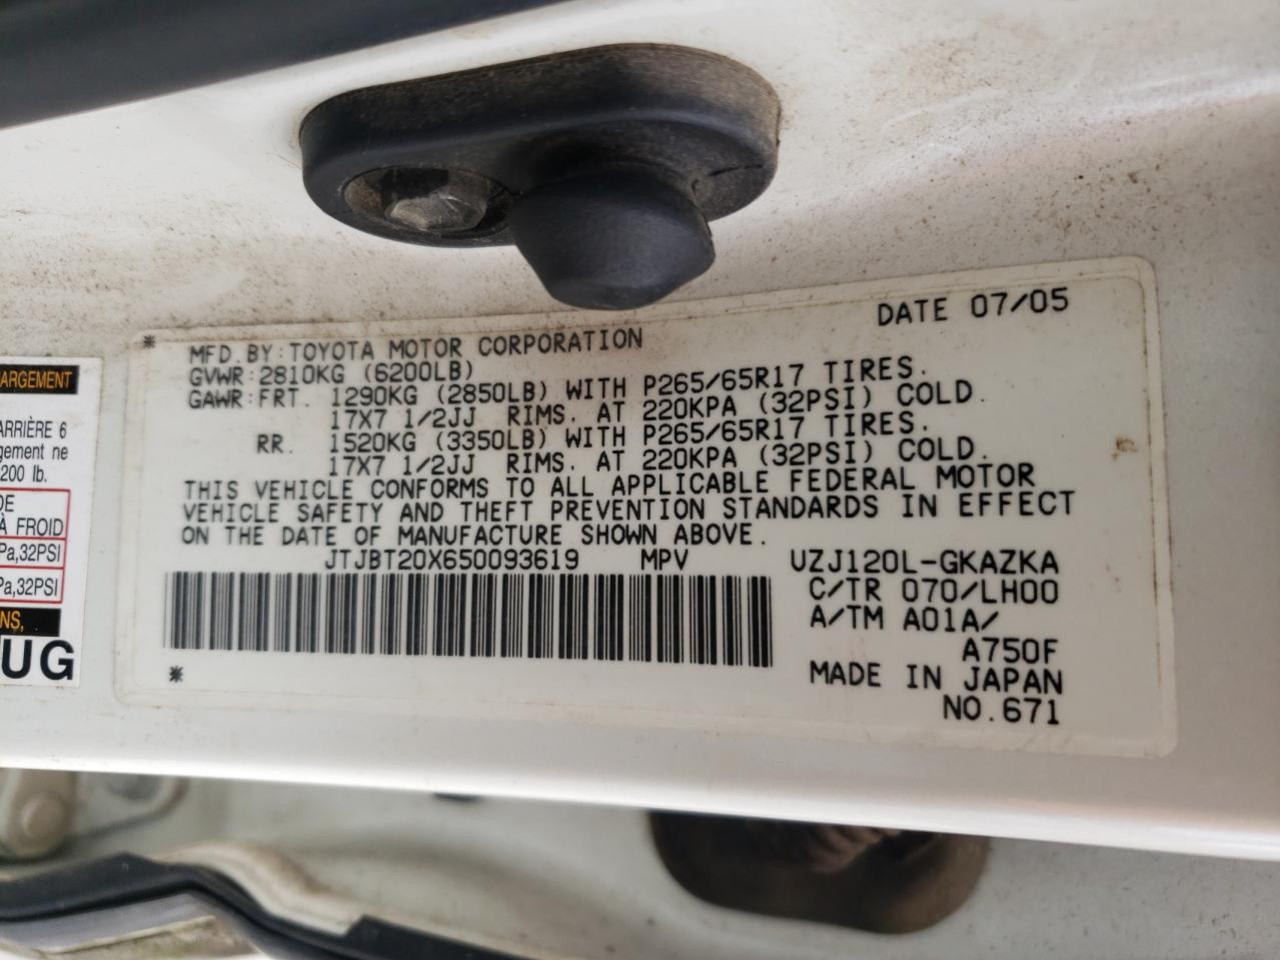 DATE 07/05
* MFD. BY: TOYOTA MOTOR CORPORATION
GVWR: 2810KG (6200LB)
GAWR: FRT. 1290KG (2850LB) WITH P265/65R17 TIRES.
17X7 1/2JJ RIMS. AT 220KPA (32PSI) COLD.
RR. 1520KG (3350LB) WITH P265/65R17 TIRES.
17X7 1/2JJ RIMS. AT 220KPA (32PSI) COLD.
THIS VEHICLE CONFORMS TO ALL APPLICABLE FEDERAL MOTOR
VEHICLE SAFETY AND THEFT PREVENTION STANDARDS IN EFFECT
ON THE DATE OF MANUFACTURE SHOWN ABOVE.
JTJBT20X650093619 MPV UZJ120L-GKAZKA
C/TR 070/LH00
A/TM A01A/
A750F
* MADE IN JAPAN
NO.671
ARGEMENT
ARRIÈRE 6
gement ne
200 lb.
DE
À FROID
Pa,32PSI
Pa,32PSI
NS,
UG